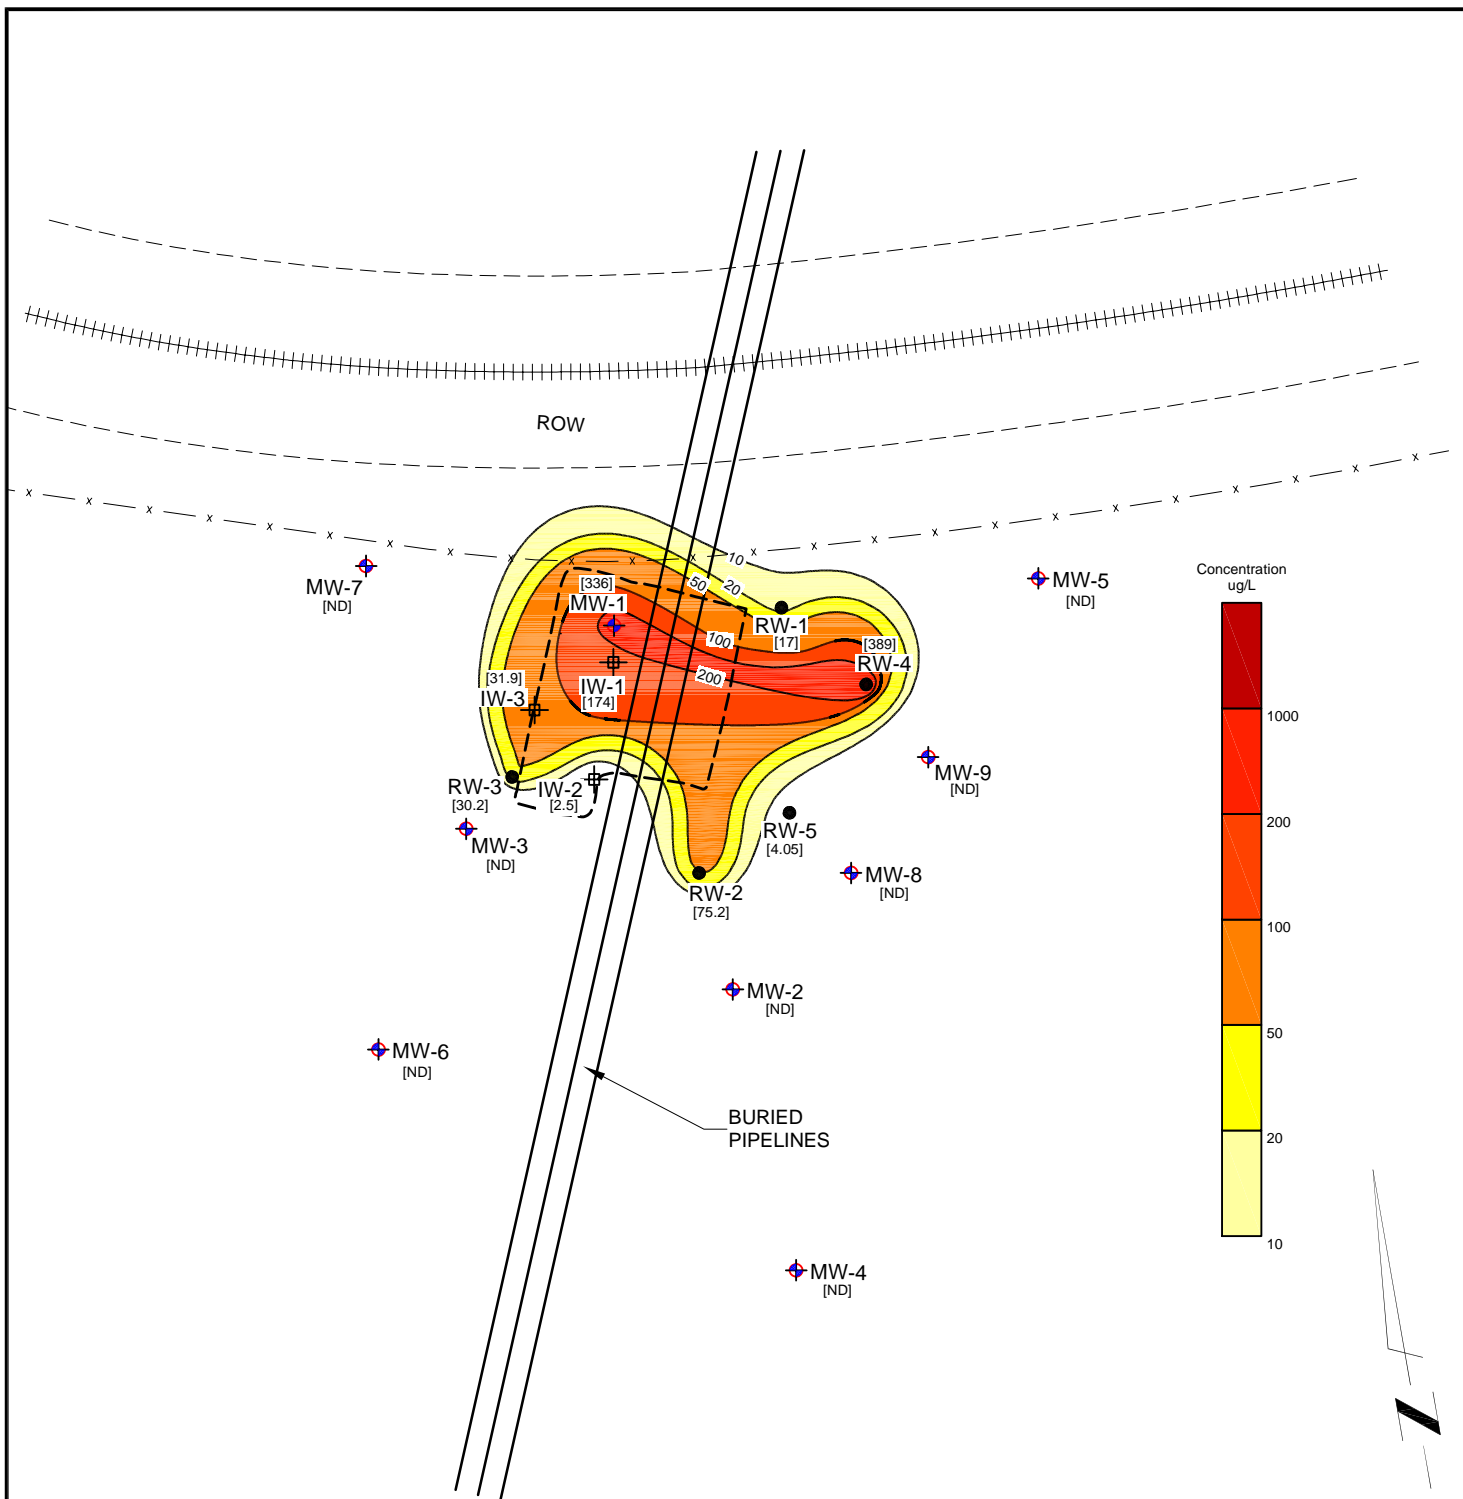 ROW
x x x x x x x x x x x x x x x x x x x x x x x x
10
20
50
MW-7
[ND]
[336]
MW-1
MW-5
[ND]
Concentration
ug/L
RW-1
[17]
100
[389]
RW-4
200
[31.9]
IW-3
IW-1
[174]
1000
MW-9
[ND]
RW-3
[30.2]
IW-2
[2.5]
MW-3
[ND]
RW-5
[4.05]
200
MW-8
[ND]
RW-2
[75.2]
100
MW-2
[ND]
50
MW-6
[ND]
BURIED
PIPELINES
20
10
MW-4
[ND]
N